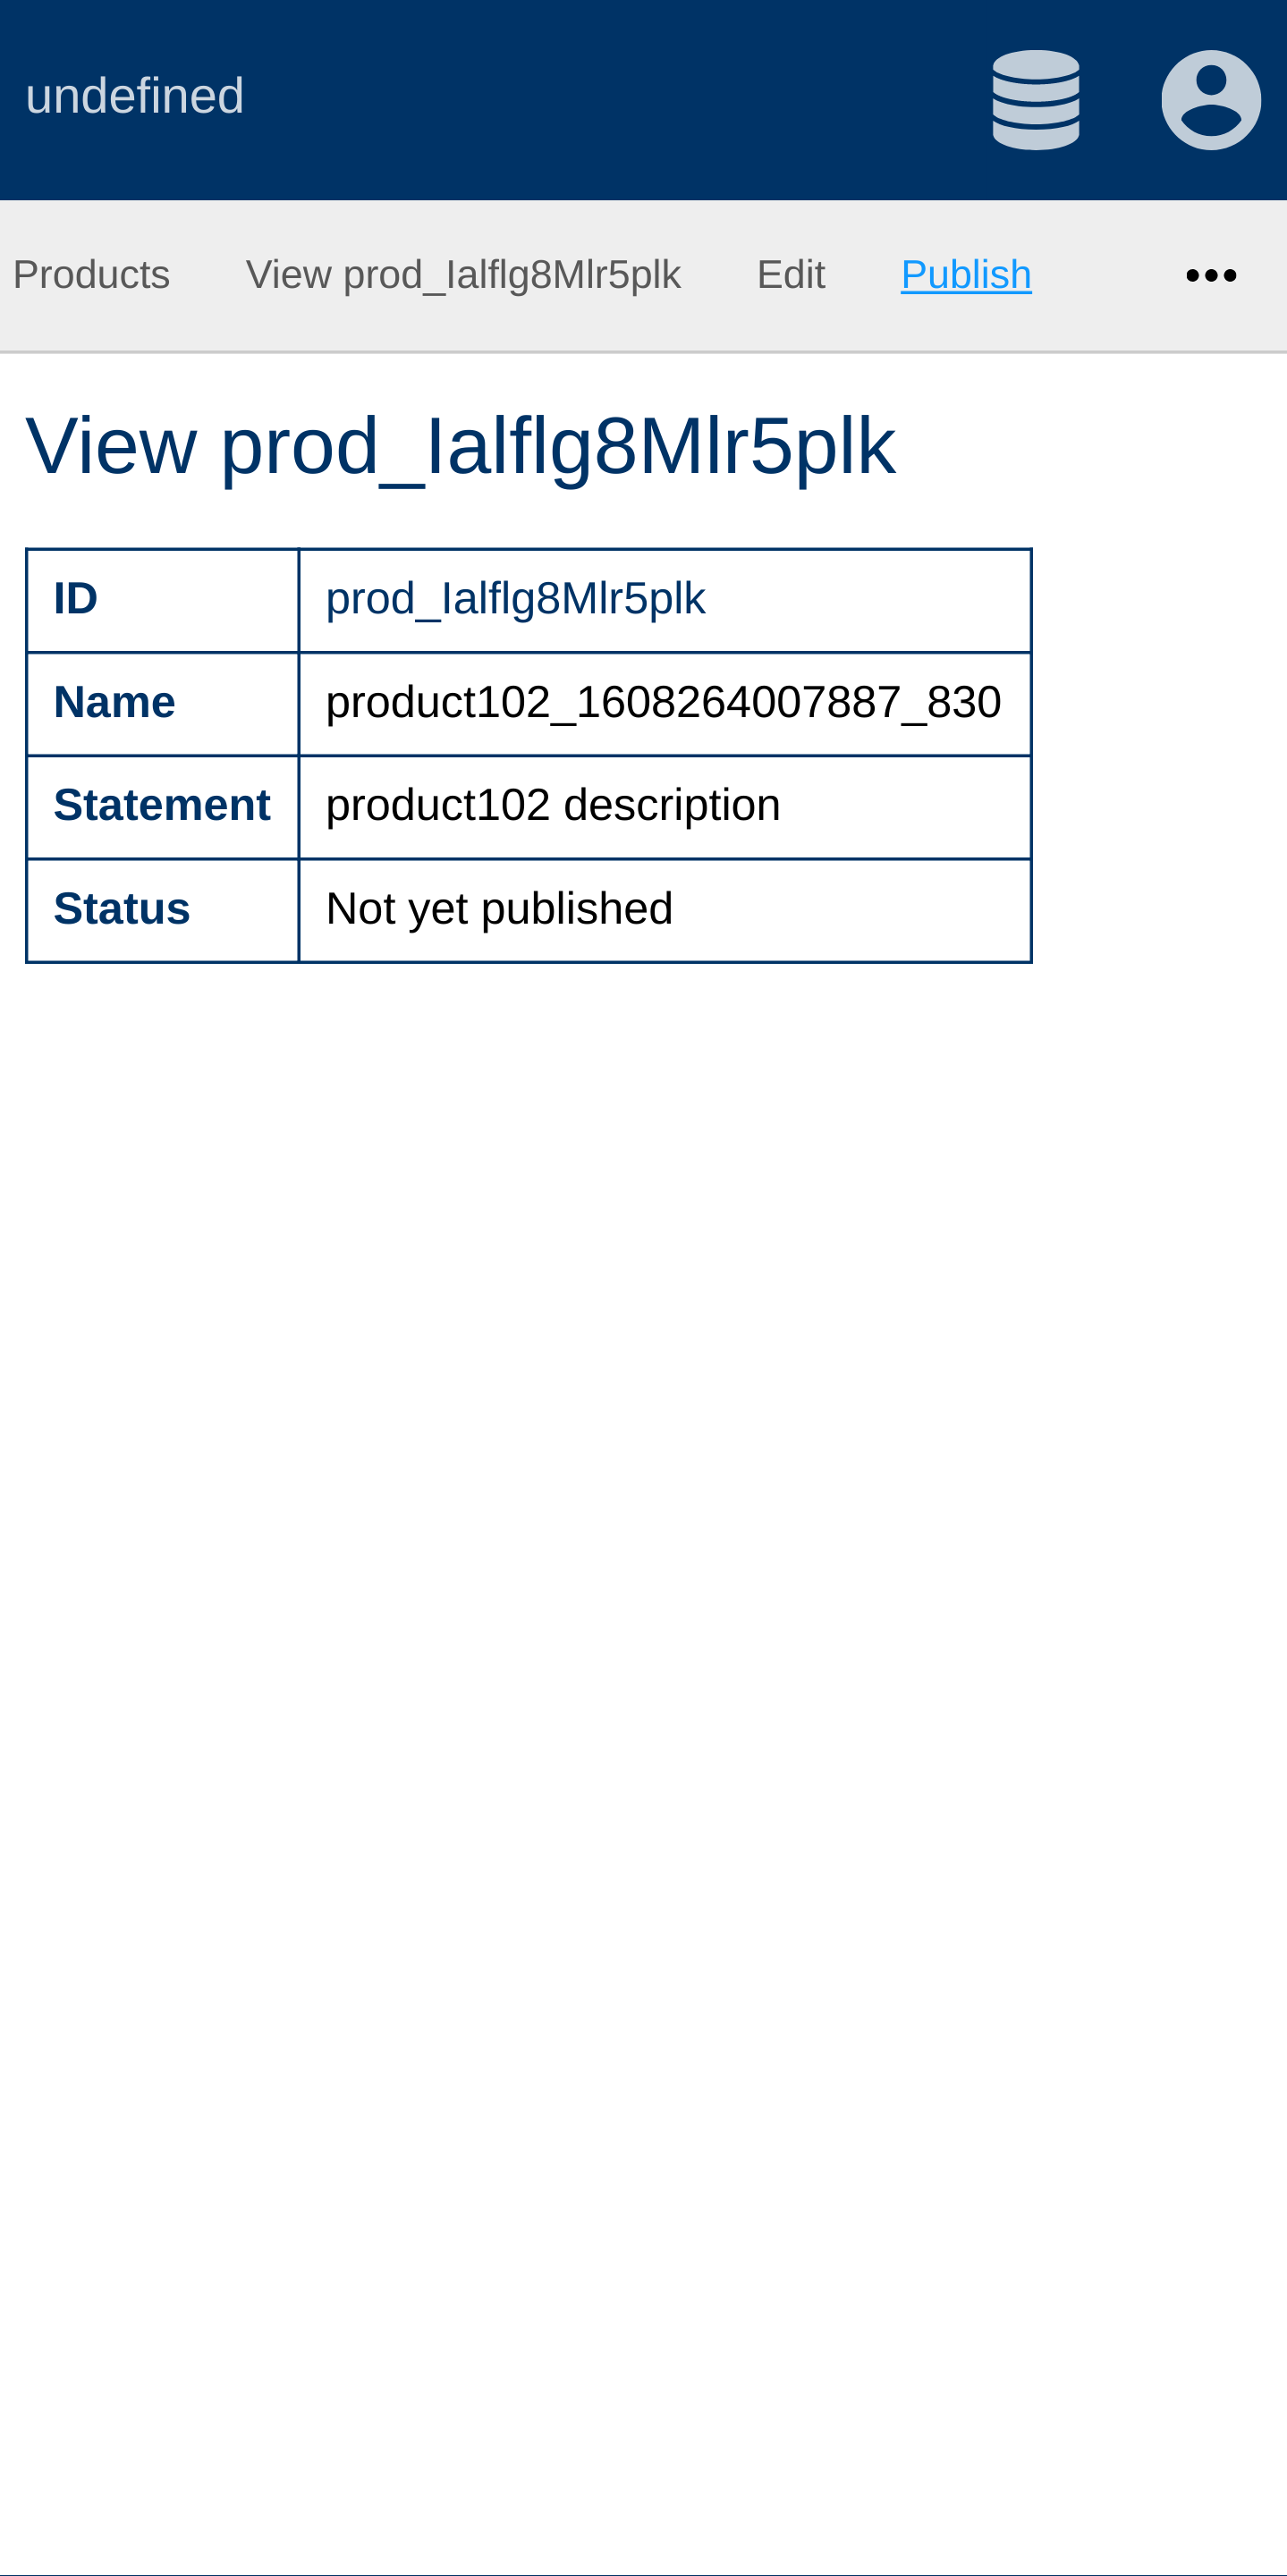 undefined
Products View prod_Ialflg8Mlr5plk Edit Publish •••
View prod_Ialflg8Mlr5plk
ID prod_Ialflg8Mlr5plk
Name product102_1608264007887_830
Statement product102 description
Status Not yet published